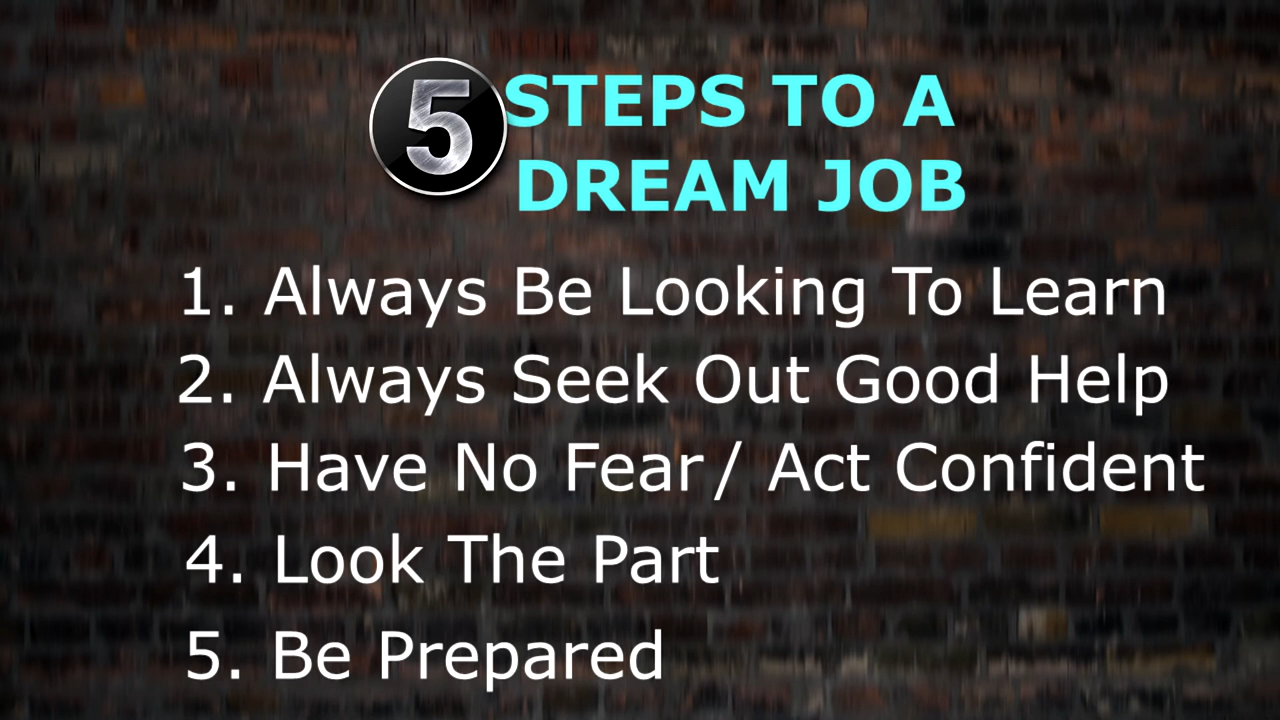 5 STEPS TO A
DREAM JOB
1. Always Be Looking To Learn
2. Always Seek Out Good Help
3. Have No Fear / Act Confident
4. Look The Part
5. Be Prepared